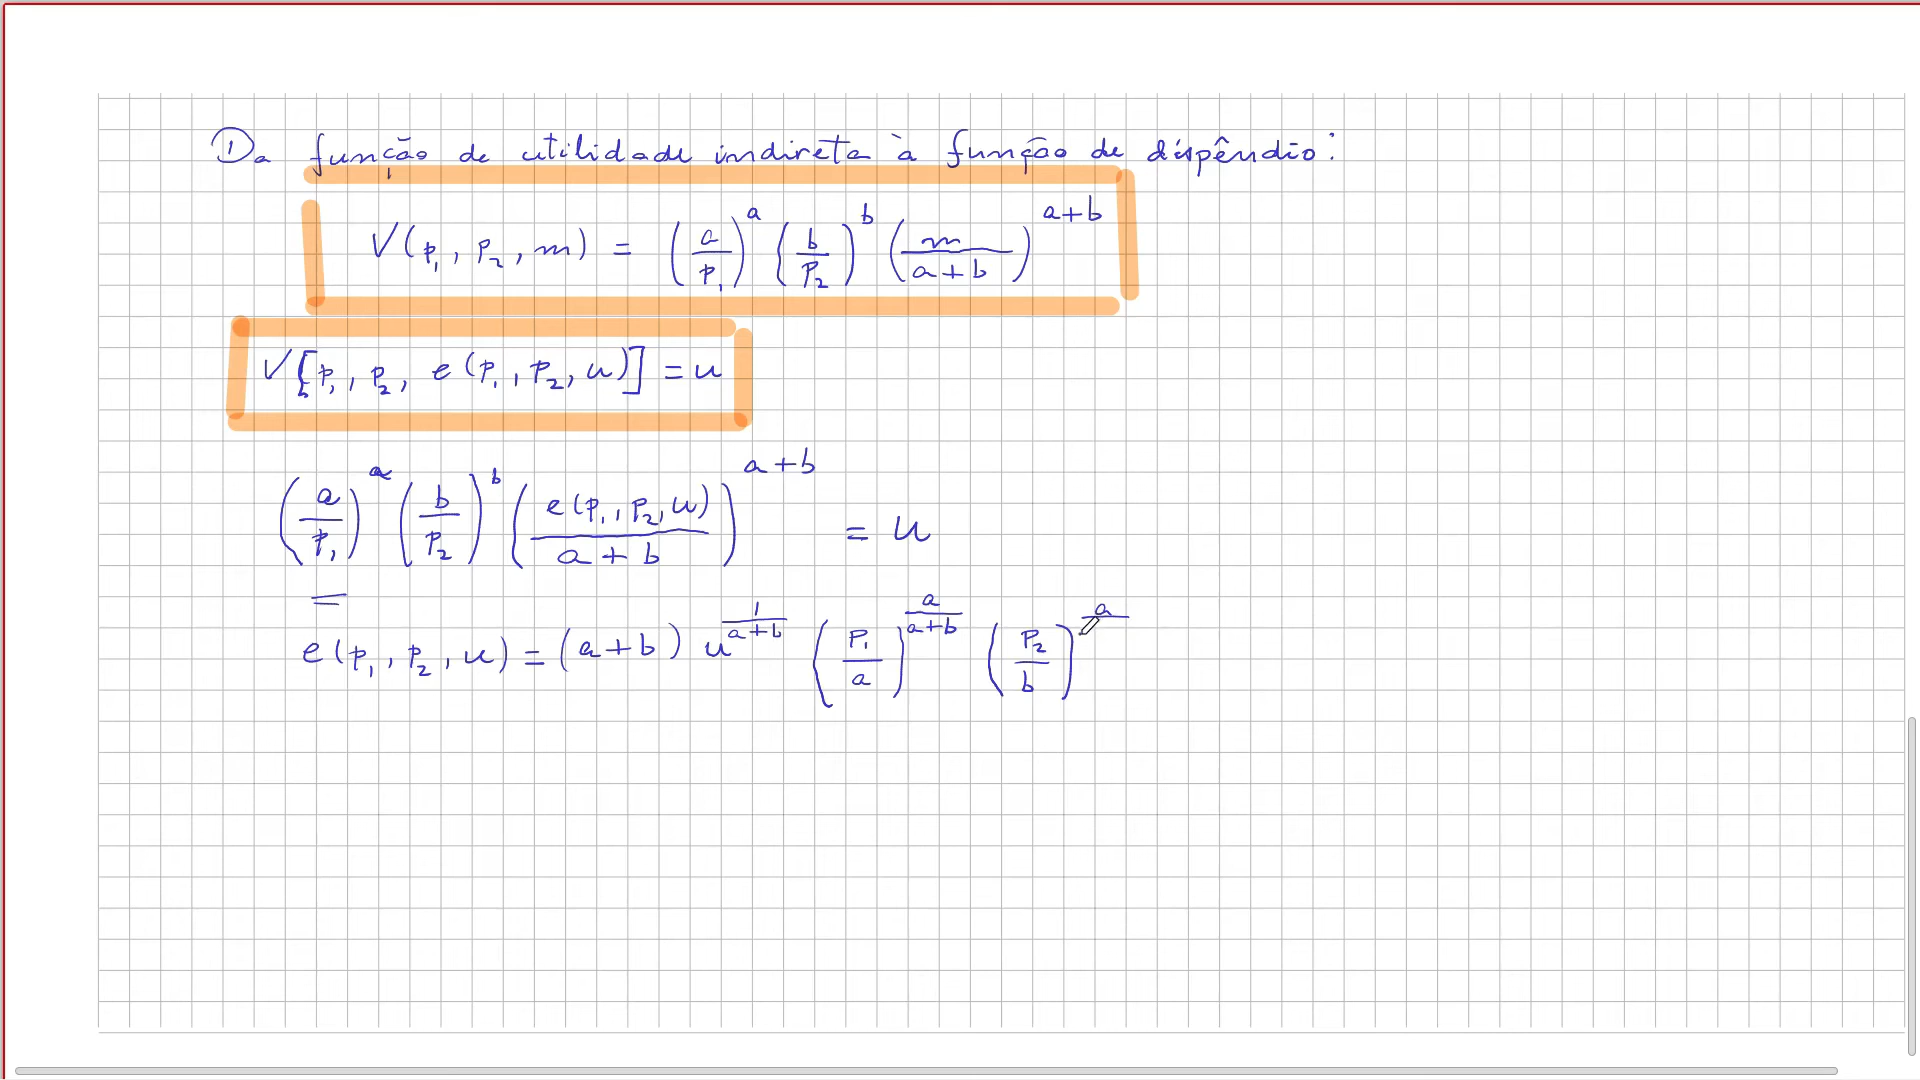 Da função de utilidade indireta à função de dispêndio:
V(p₁, p₂, m) = (a/p₁)^a (b/p₂)^b (m/(a+b))^(a+b)
V[p₁, p₂, e(p₁, p₂, u)] = u
(a/p₁)^a (b/p₂)^b (e(p₁, p₂, u)/(a+b))^(a+b) = u
=
e(p₁, p₂, u) = (a+b) u^(1/(a+b)) (p₁/a)^(a/(a+b)) (p₂/b)^(a/